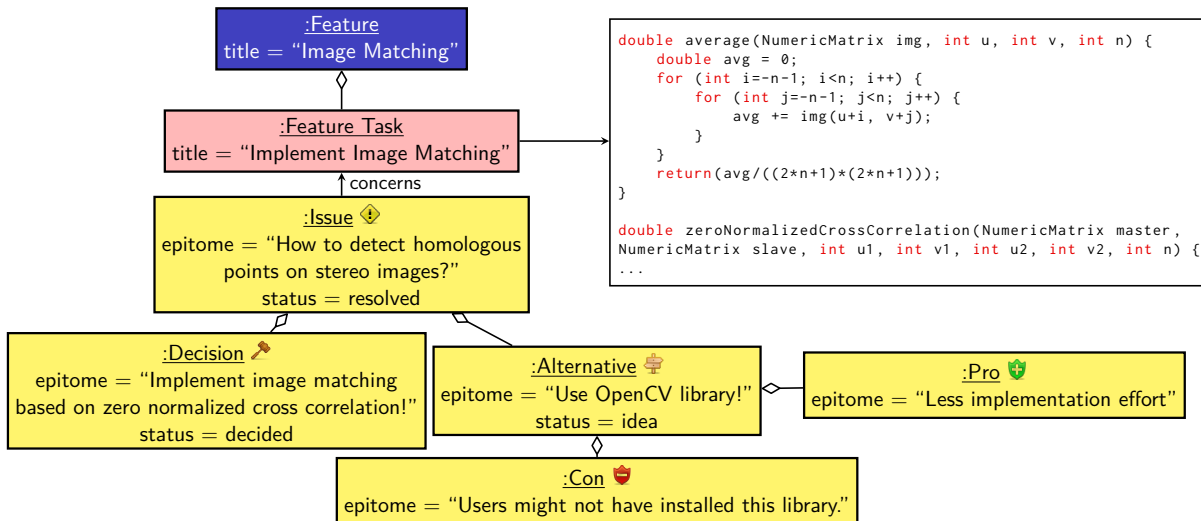 :Feature
title = “Image Matching”
:Feature Task
title = “Implement Image Matching”
concerns
:Issue
epitome = “How to detect homologous
points on stereo images?”
status = resolved
:Decision
epitome = “Implement image matching
based on zero normalized cross correlation!”
status = decided
:Alternative
epitome = “Use OpenCV library!”
status = idea
:Pro
epitome = “Less implementation effort”
:Con
epitome = “Users might not have installed this library.”
double average(NumericMatrix img, int u, int v, int n) {
    double avg = 0;
    for (int i=-n-1; i<n; i++) {
        for (int j=-n-1; j<n; j++) {
            avg += img(u+i, v+j);
        }
    }
    return(avg/((2*n+1)*(2*n+1)));
}
double zeroNormalizedCrossCorrelation(NumericMatrix master,
NumericMatrix slave, int u1, int v1, int u2, int v2, int n) {
...